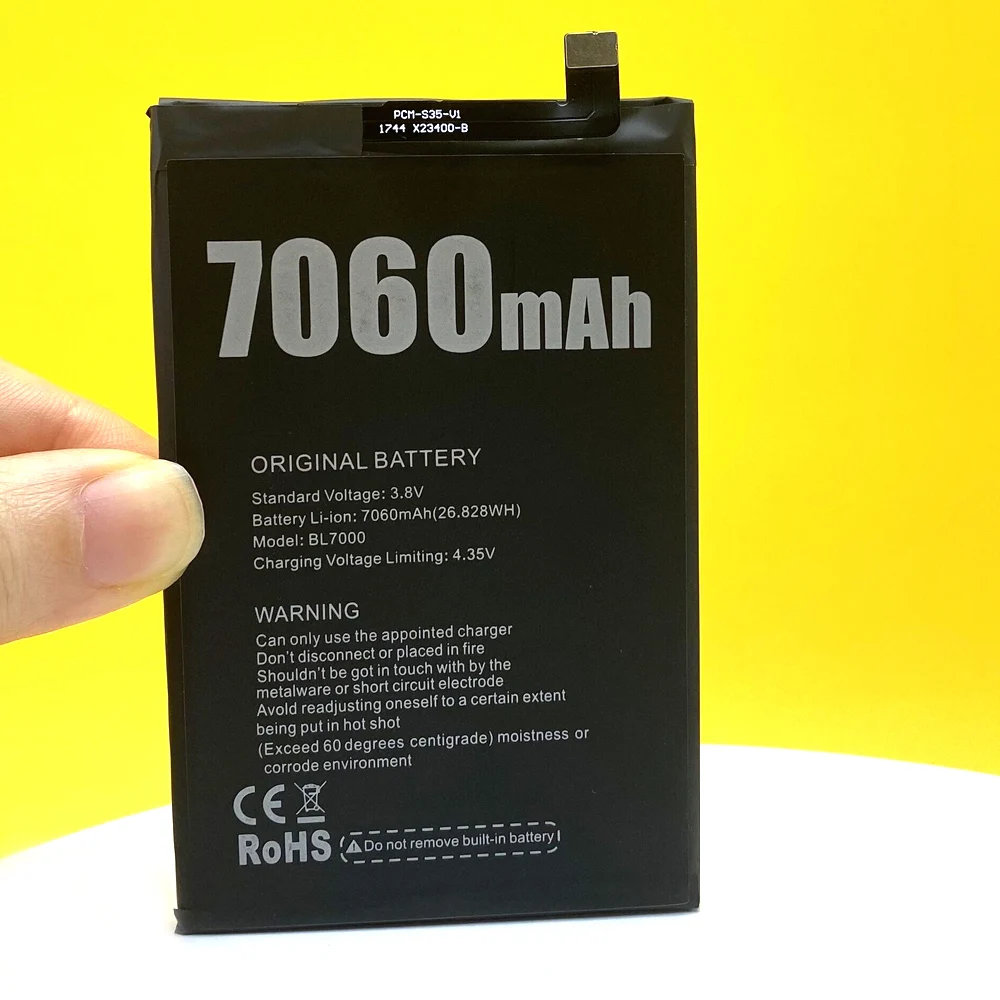 PCM-S35-V1
1744 X23400-B
7060mAh
ORIGINAL BATTERY
Standard Voltage: 3.8V
Battery Li-ion: 7060mAh(26.828WH)
Model: BL7000
Charging Voltage Limiting: 4.35V
WARNING
Can only use the appointed charger
Don't disconnect or placed in fire
Shouldn't be got in touch with by the
metalware or short circuit electrode
Avoid readjusting oneself to a certain extent
being put in hot shot
(Exceed 60 degrees centigrade) moistness or
corrode environment
CE
RoHS
Do not remove built-in battery